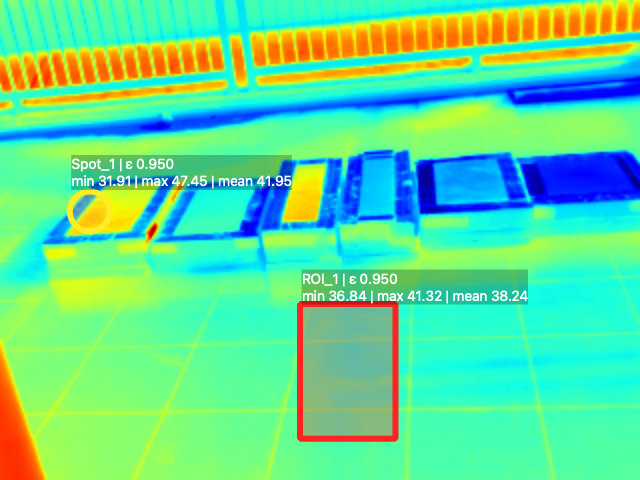 Spot_1 | ε 0.950
min 31.91 | max 47.45 | mean 41.95
ROI_1 | ε 0.950
min 36.84 | max 41.32 | mean 38.24